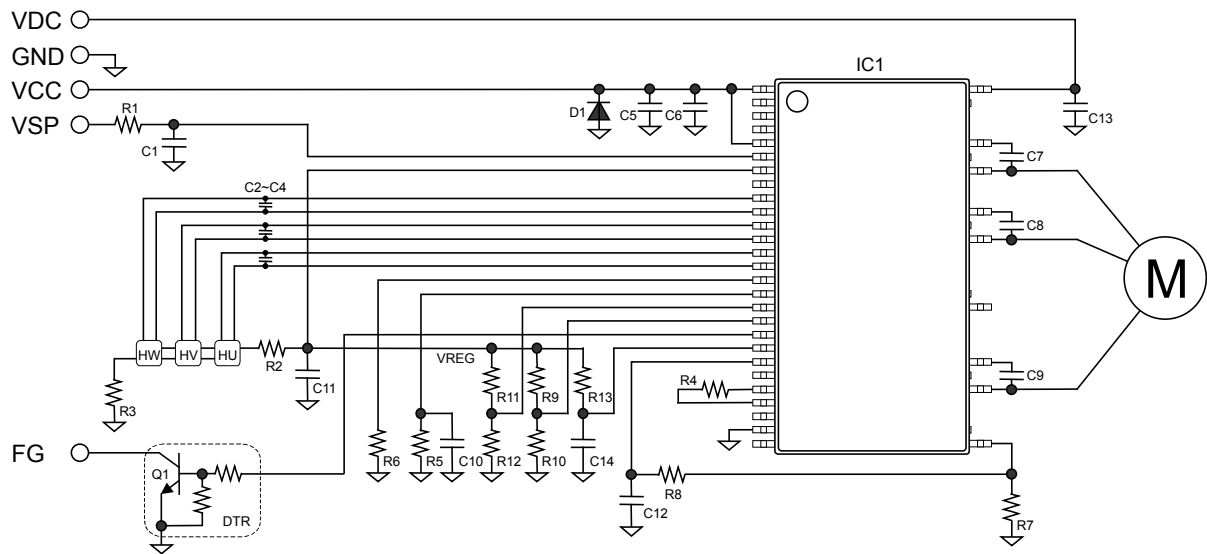 VDC
GND
VCC
VSP
R1
C1
D1
C5
C6
IC1
C13
C7
C8
C9
M
C2~C4
HW
HV
HU
R2
R3
C11
VREG
R11
R9
R13
R4
R6
R5
C10
R12
R10
C14
R8
C12
R7
FG
Q1
DTR